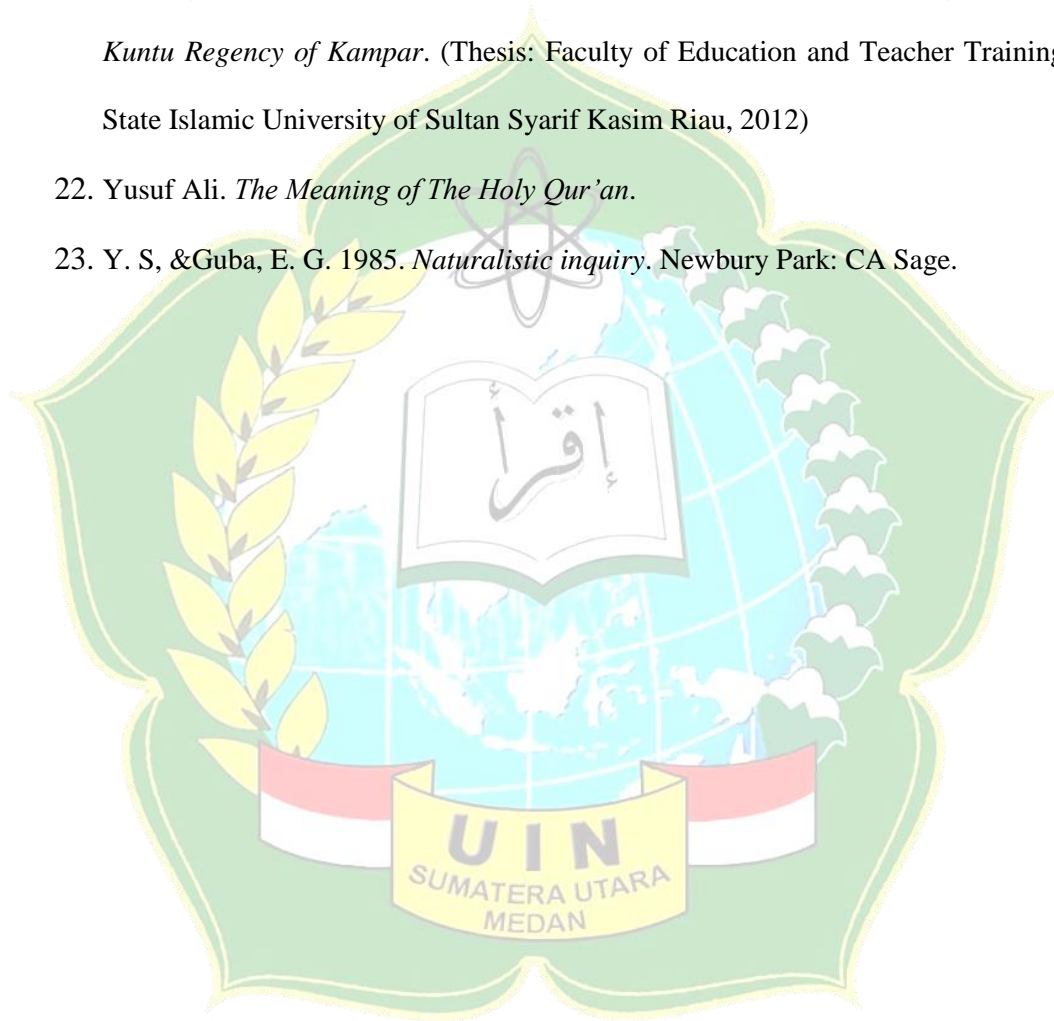 Kuntu Regency of Kampar. (Thesis: Faculty of Education and Teacher Training
State Islamic University of Sultan Syarif Kasim Riau, 2012)
22. Yusuf Ali. The Meaning of The Holy Qur’an.
23. Y. S, &Guba, E. G. 1985. Naturalistic inquiry. Newbury Park: CA Sage.
إقرأ
UIN
SUMATERA UTARA
MEDAN